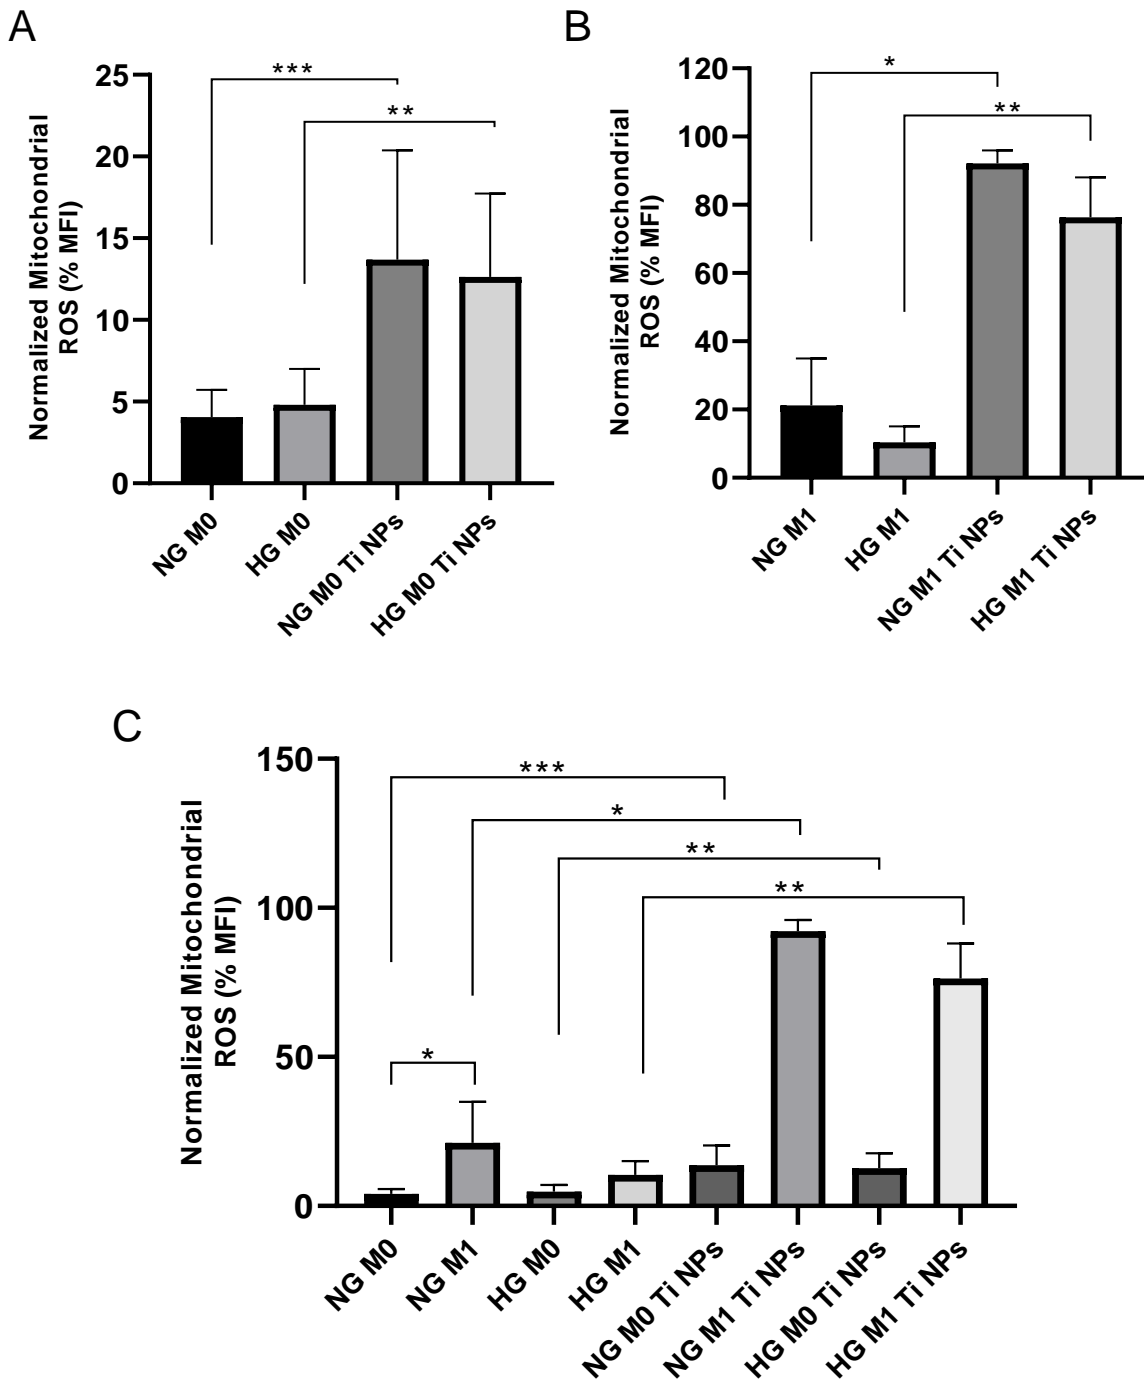 A
Normalized Mitochondrial
ROS (% MFI)
25
20
15
10
5
0
***
**
NG M0
HG M0
NG M0 Ti NPs
HG M0 Ti NPs
B
Normalized Mitochondrial
ROS (% MFI)
120
100
80
60
40
20
0
*
**
NG M1
HG M1
NG M1 Ti NPs
HG M1 Ti NPs
C
Normalized Mitochondrial
ROS (% MFI)
150
100
50
0
***
*
**
**
*
NG M0
NG M1
HG M0
HG M1
NG M0 Ti NPs
NG M1 Ti NPs
HG M0 Ti NPs
HG M1 Ti NPs